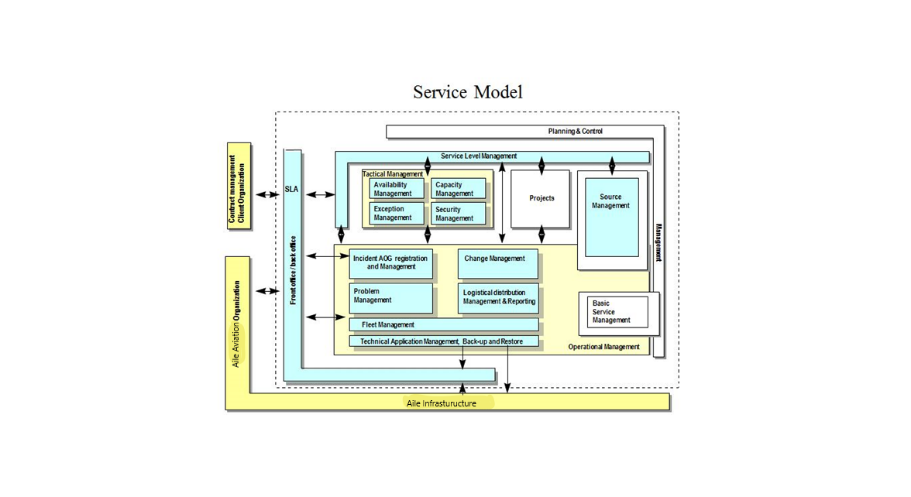 Service Model
Planning & Control
Service Level Management
Contract management
Client Organization
SLA
Tactical Management
Availability
Management
Capacity
Management
Exception
Management
Security
Management
Projects
Source
Management
Management
Front office / back office
Incident AOG registration
and Management
Change Management
Problem
Management
Logistical distribution
Management & Reporting
Basic
Service
Management
Fleet Management
Technical Application Management, Back-up and Restore
Operational Management
Aile Aviation Organization
Aile Infrasturucture